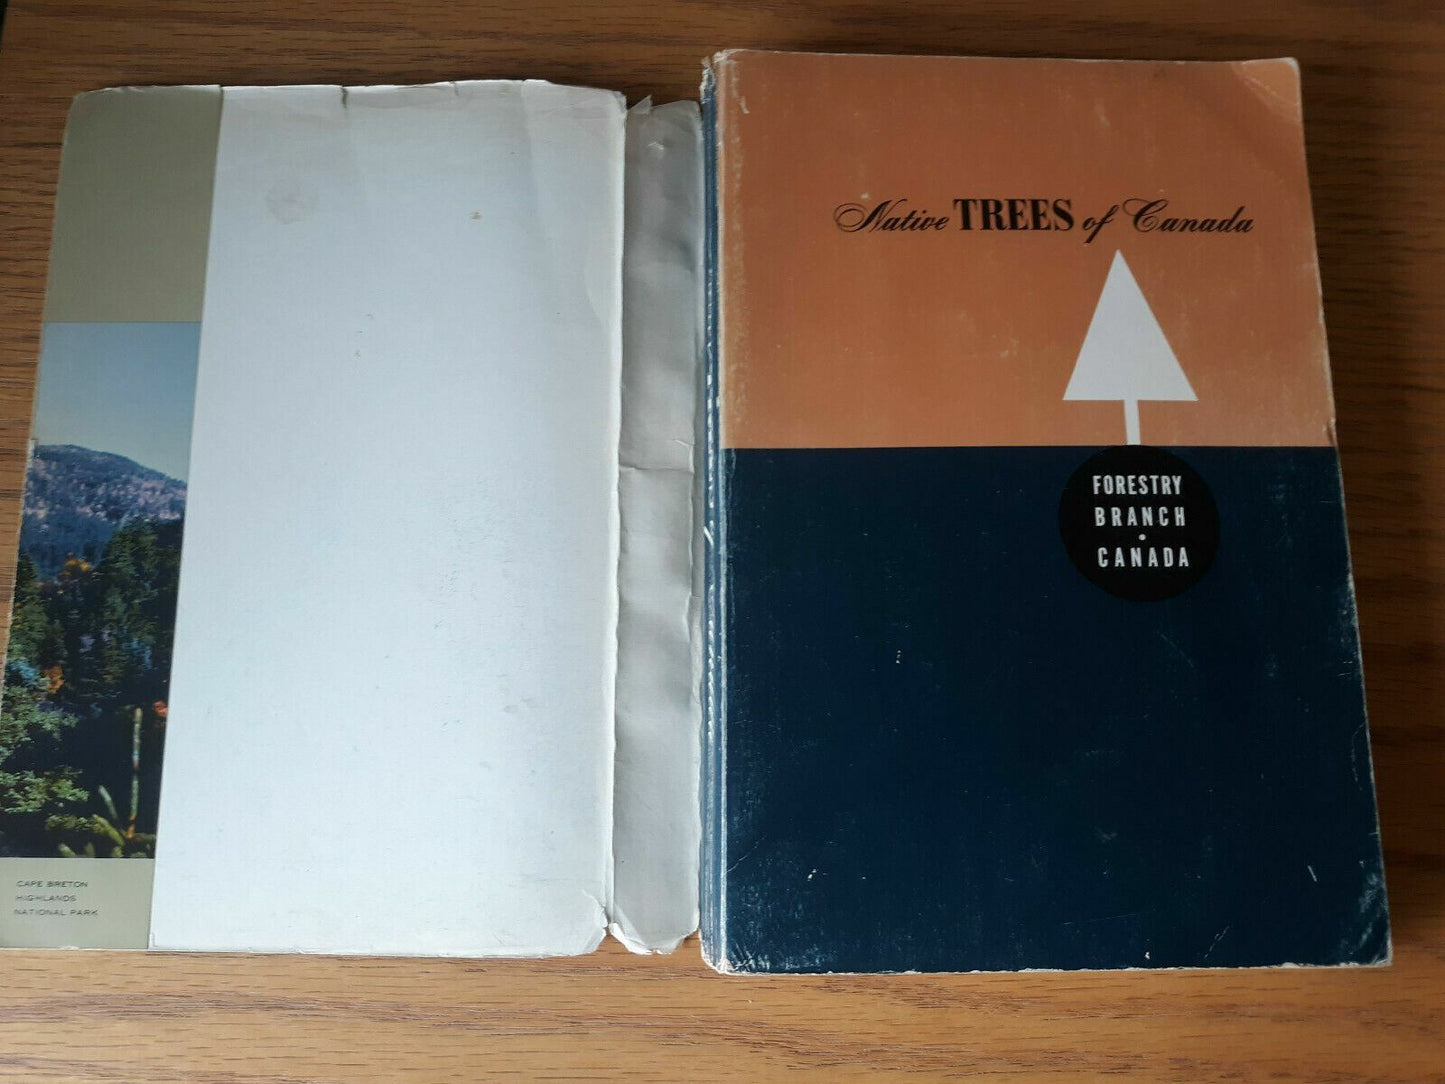 CAPE BRETON
HIGHLANDS
NATIONAL PARK
Native TREES of Canada
FORESTRY
BRANCH
•
CANADA